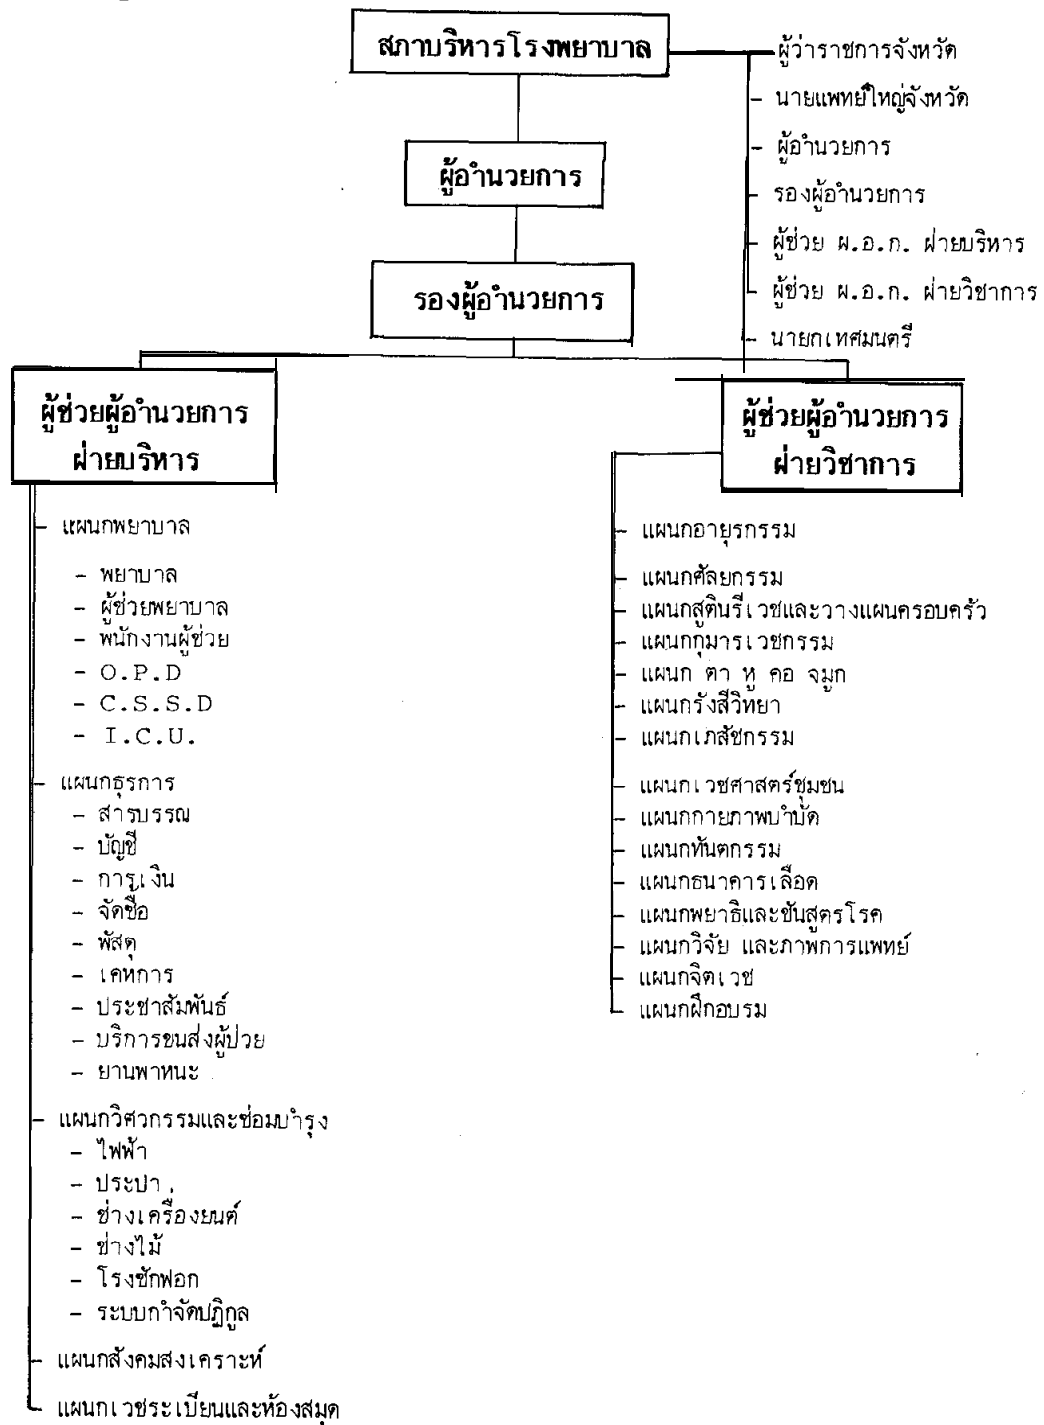 สภาบริหารโรงพยาบาล
ผู้ว่าราชการจังหวัด
- นายแพทย์ใหญ่จังหวัด
- ผู้อำนวยการ
- รองผู้อำนวยการ
- ผู้ช่วย ผ.อ.ก. ฝ่ายบริหาร
- ผู้ช่วย ผ.อ.ก. ฝ่ายวิชาการ
- นายกเทศมนตรี
ผู้อำนวยการ
รองผู้อำนวยการ
ผู้ช่วยผู้อำนวยการ
ฝ่ายบริหาร
- แผนกพยาบาล
- พยาบาล
- ผู้ช่วยพยาบาล
- พนักงานผู้ช่วย
- O.P.D
- C.S.S.D
- I.C.U.
- แผนกธุรการ
- สารบรรณ
- บัญชี
- การเงิน
- จัดซื้อ
- พัสดุ
- เคหการ
- ประชาสัมพันธ์
- บริการขนส่งผู้ป่วย
- ยานพาหนะ
- แผนกวิศวกรรมและซ่อมบำรุง
- ไฟฟ้า
- ประปา
- ช่างเครื่องยนต์
- ช่างไม้
- โรงซักฟอก
- ระบบกำจัดปฏิกูล
- แผนกสังคมสงเคราะห์
- แผนกเวชระเบียนและห้องสมุด
ผู้ช่วยผู้อำนวยการ
ฝ่ายวิชาการ
- แผนกอายุรกรรม
- แผนกศัลยกรรม
- แผนกสูตินรีเวชและวางแผนครอบครัว
- แผนกกุมารเวชกรรม
- แผนก ตา หู คอ จมูก
- แผนกรังสีวิทยา
- แผนกเภสัชกรรม
- แผนกเวชศาสตร์ชุมชน
- แผนกกายภาพบำบัด
- แผนกทันตกรรม
- แผนกธนาคารเลือด
- แผนกพยาธิและชันสูตรโรค
- แผนกวิจัย และภาพการแพทย์
- แผนกจิตเวช
- แผนกฝึกอบรม